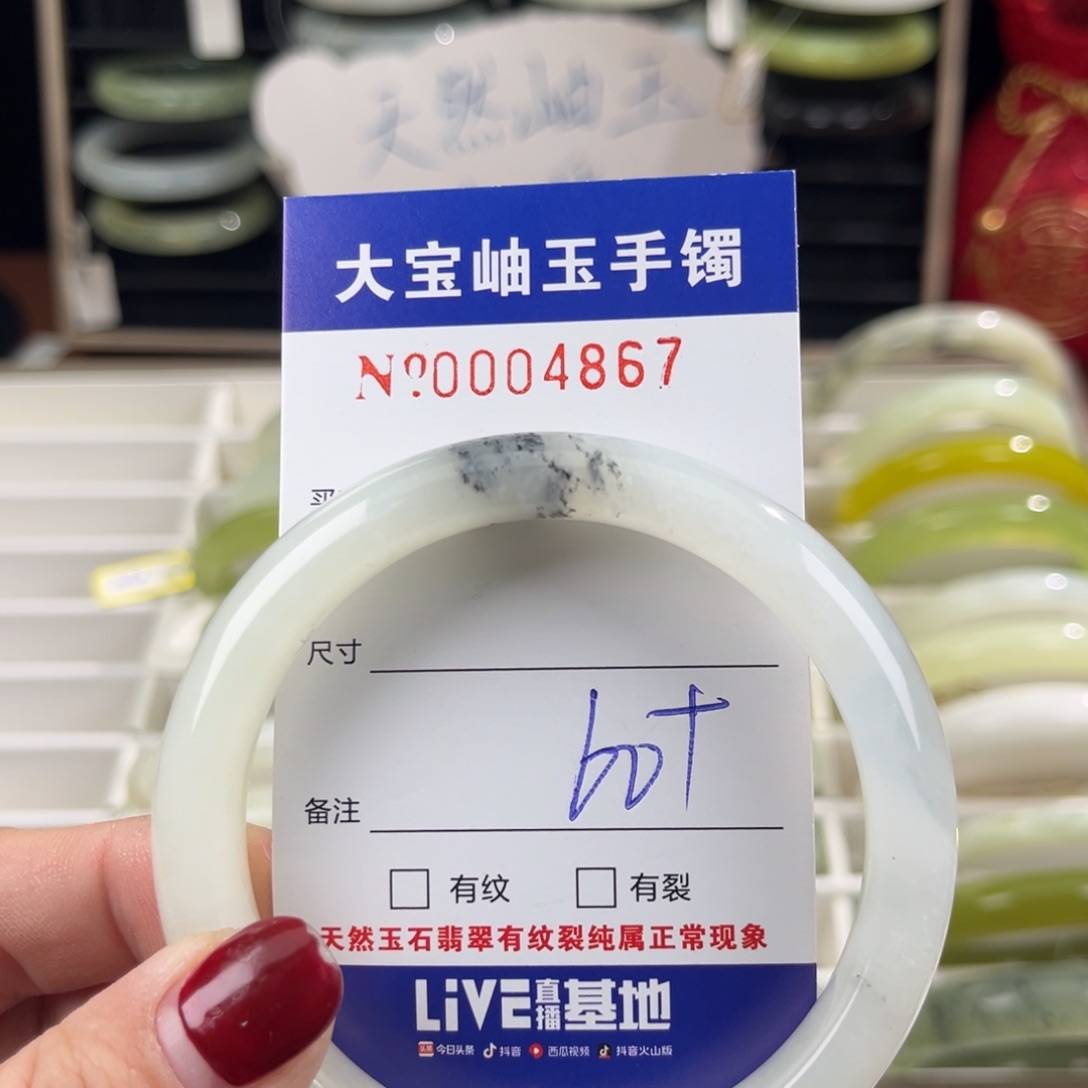 天然岫玉
大宝岫玉手镯
Nº0004867
尺寸
60T
备注
有纹 有裂
天然玉石翡翠有纹裂纯属正常现象
LiVE直播基地
头条 今日头条 抖音 西瓜视频 抖音火山版